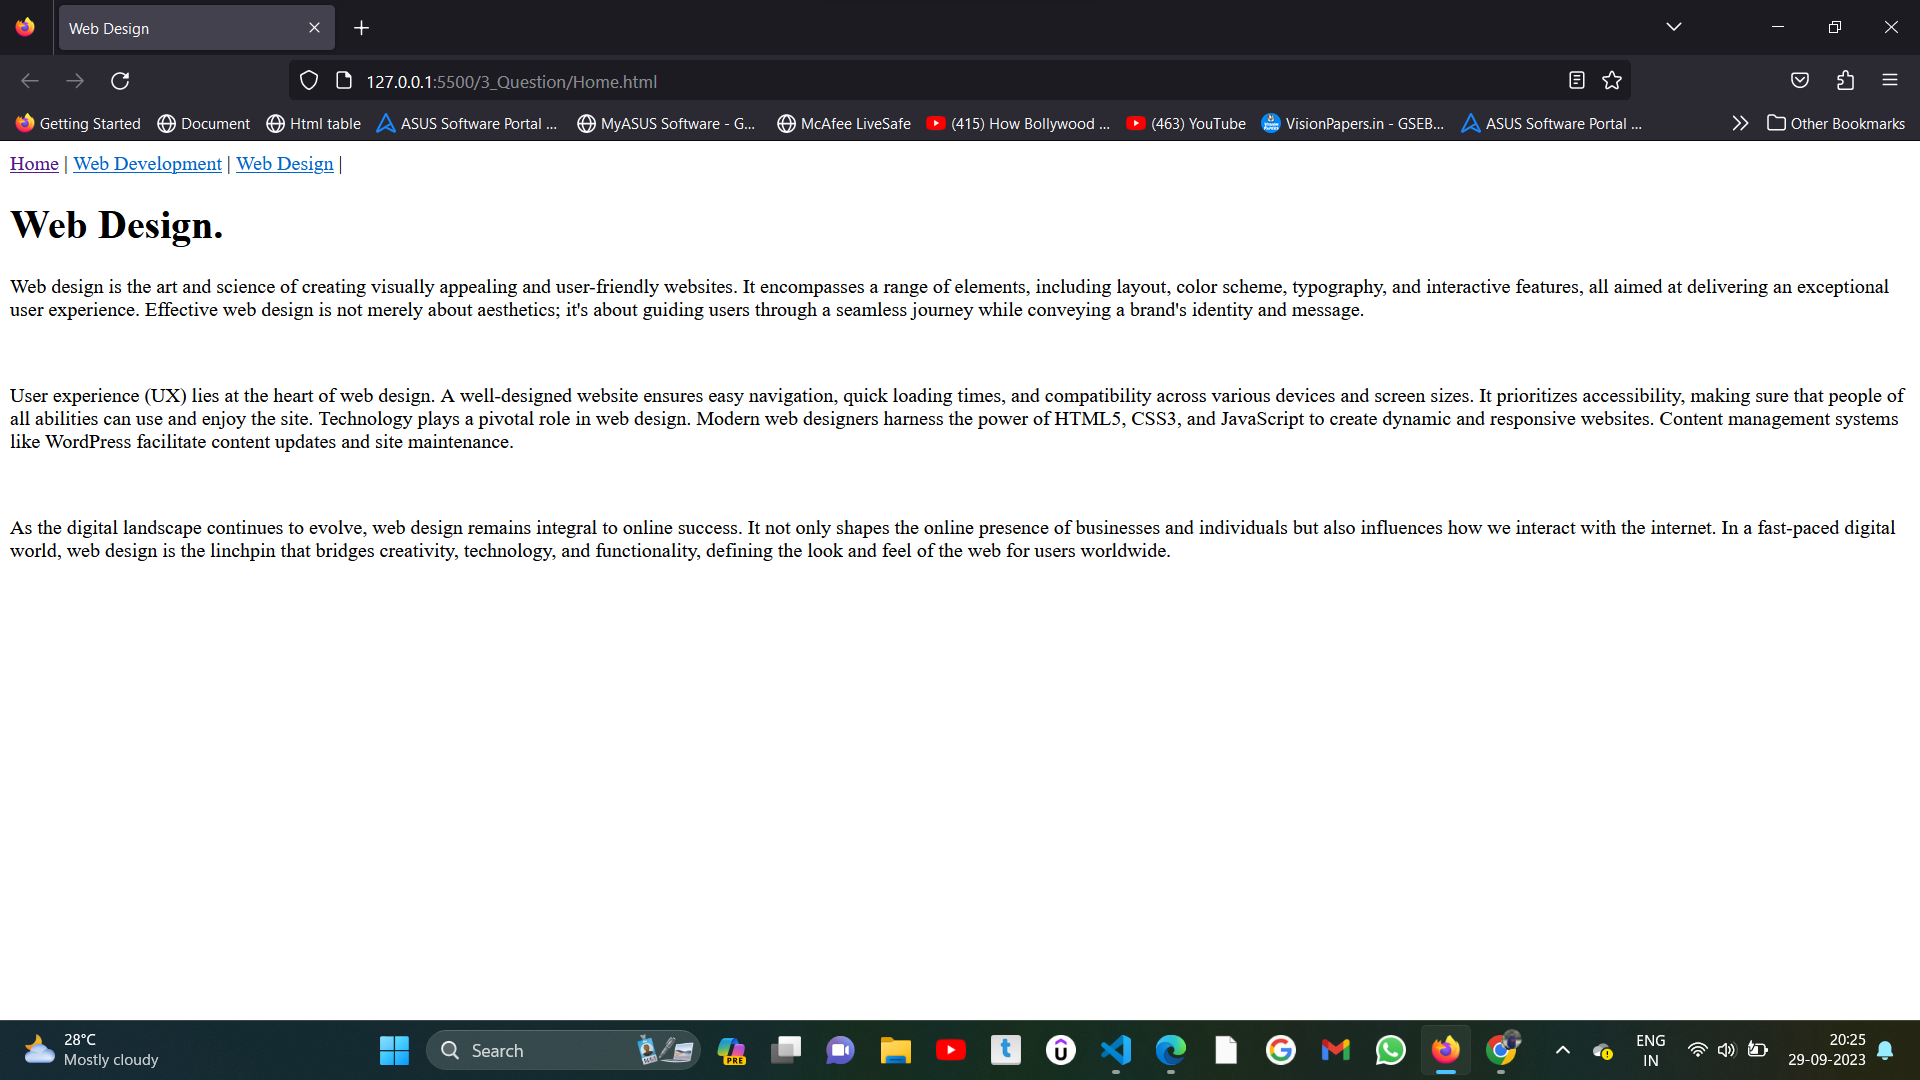 Web Design
127.0.0.1:5500/3_Question/Home.html
Getting Started Document Html table ASUS Software Portal ... MyASUS Software - G... McAfee LiveSafe (415) How Bollywood ... (463) YouTube VisionPapers.in - GSEB... ASUS Software Portal ... Other Bookmarks
Home | Web Development | Web Design |
Web Design.
Web design is the art and science of creating visually appealing and user-friendly websites. It encompasses a range of elements, including layout, color scheme, typography, and interactive features, all aimed at delivering an exceptional
user experience. Effective web design is not merely about aesthetics; it's about guiding users through a seamless journey while conveying a brand's identity and message.
User experience (UX) lies at the heart of web design. A well-designed website ensures easy navigation, quick loading times, and compatibility across various devices and screen sizes. It prioritizes accessibility, making sure that people of
all abilities can use and enjoy the site. Technology plays a pivotal role in web design. Modern web designers harness the power of HTML5, CSS3, and JavaScript to create dynamic and responsive websites. Content management systems
like WordPress facilitate content updates and site maintenance.
As the digital landscape continues to evolve, web design remains integral to online success. It not only shapes the online presence of businesses and individuals but also influences how we interact with the internet. In a fast-paced digital
world, web design is the linchpin that bridges creativity, technology, and functionality, defining the look and feel of the web for users worldwide.
28°C
Mostly cloudy
Search
PRE
ENG
IN
20:25
29-09-2023